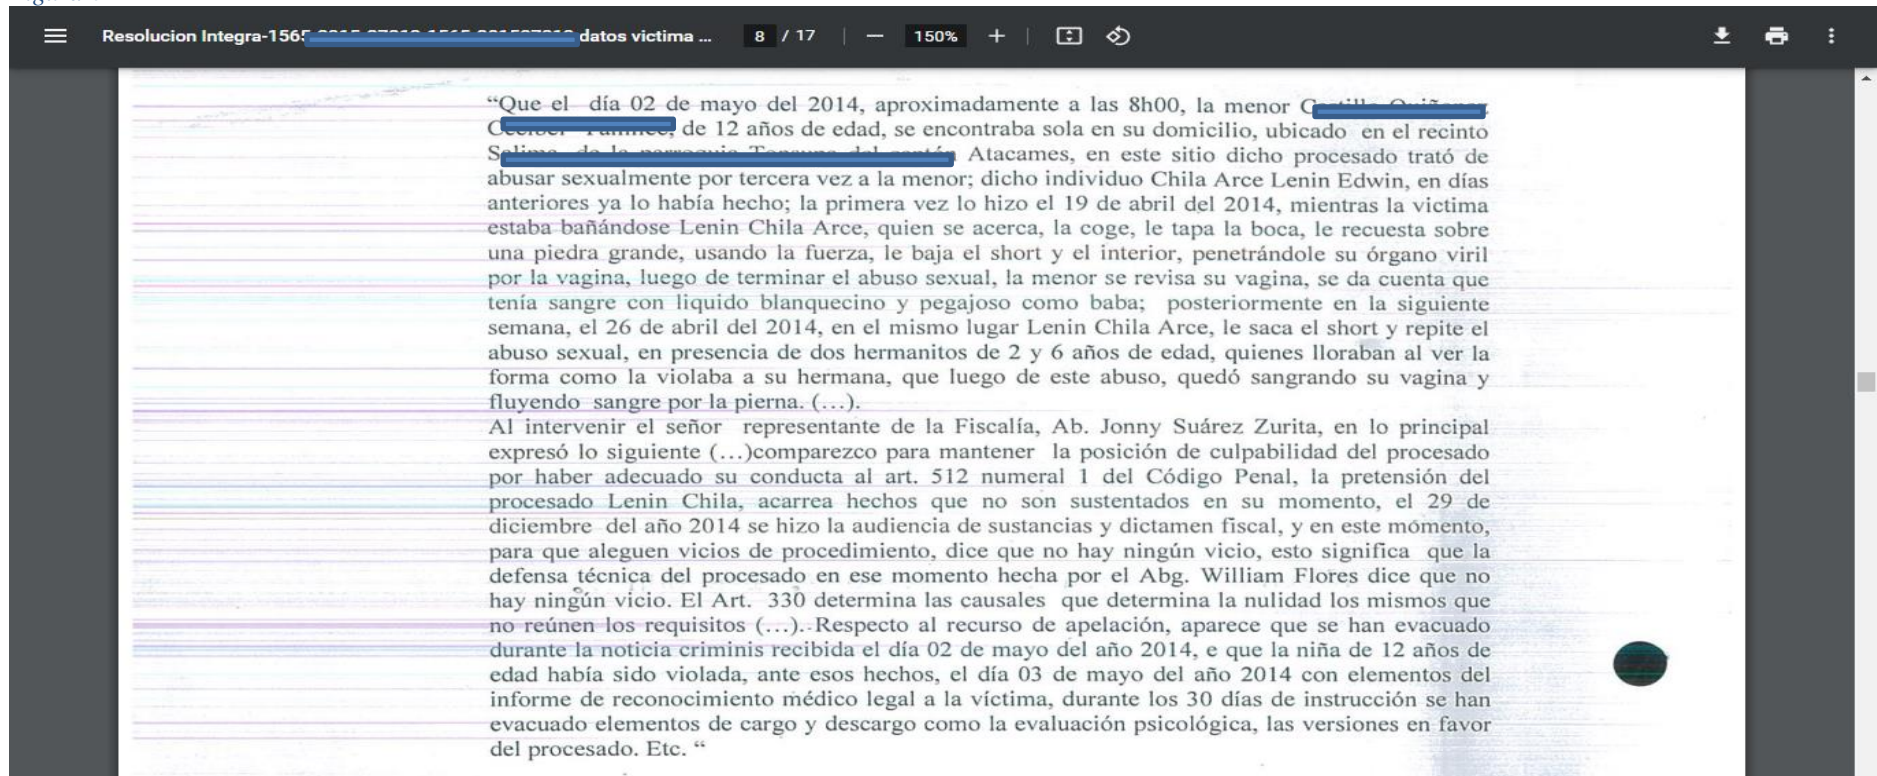 Resolucion Integra-1565 datos victima ... 8 / 17 | — 150% + |
“Que el día 02 de mayo del 2014, aproximadamente a las 8h00, la menor
de 12 años de edad, se encontraba sola en su domicilio, ubicado en el recinto
Atacames, en este sitio dicho procesado trató de
abusar sexualmente por tercera vez a la menor; dicho individuo Chila Arce Lenin Edwin, en días
anteriores ya lo había hecho; la primera vez lo hizo el 19 de abril del 2014, mientras la victima
estaba bañándose Lenin Chila Arce, quien se acerca, la coge, le tapa la boca, le recuesta sobre
una piedra grande, usando la fuerza, le baja el short y el interior, penetrándole su órgano viril
por la vagina, luego de terminar el abuso sexual, la menor se revisa su vagina, se da cuenta que
tenía sangre con liquido blanquecino y pegajoso como baba; posteriormente en la siguiente
semana, el 26 de abril del 2014, en el mismo lugar Lenin Chila Arce, le saca el short y repite el
abuso sexual, en presencia de dos hermanitos de 2 y 6 años de edad, quienes lloraban al ver la
forma como la violaba a su hermana, que luego de este abuso, quedó sangrando su vagina y
fluyendo sangre por la pierna. (…).
Al intervenir el señor representante de la Fiscalía, Ab. Jonny Suárez Zurita, en lo principal
expresó lo siguiente (…)comparezco para mantener la posición de culpabilidad del procesado
por haber adecuado su conducta al art. 512 numeral 1 del Código Penal, la pretensión del
procesado Lenin Chila, acarrea hechos que no son sustentados en su momento, el 29 de
diciembre del año 2014 se hizo la audiencia de sustancias y dictamen fiscal, y en este mómento,
para que aleguen vicios de procedimiento, dice que no hay ningún vicio, esto significa que la
defensa técnica del procesado en ese momento hecha por el Abg. William Flores dice que no
hay ningún vicio. El Art. 330 determina las causales que determina la nulidad los mismos que
no reúnen los requisitos (…). Respecto al recurso de apelación, aparece que se han evacuado
durante la noticia criminis recibida el día 02 de mayo del año 2014, e que la niña de 12 años de
edad había sido violada, ante esos hechos, el día 03 de mayo del año 2014 con elementos del
informe de reconocimiento médico legal a la víctima, durante los 30 días de instrucción se han
evacuado elementos de cargo y descargo como la evaluación psicológica, las versiones en favor
del procesado. Etc. “